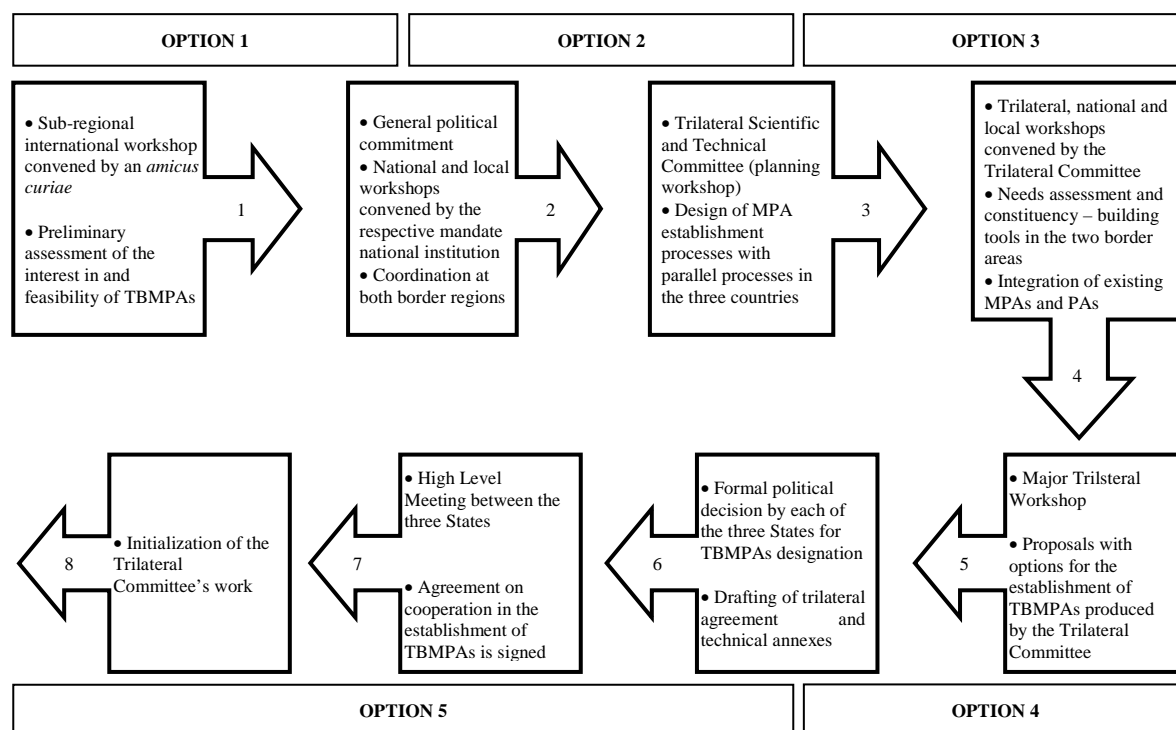 OPTION 1
OPTION 2
OPTION 3
• Sub-regional
international workshop
convened by an amicus
curiae
• Preliminary
assessment of the
interest in and
feasibility of TBMPAs
1
• General political
commitment
• National and local
workshops
convened by the
respective mandate
national institution
• Coordination at
both border regions
2
• Trilateral Scientific
and Technical
Committee (planning
workshop)
• Design of MPA
establishment
processes with
parallel processes in
the three countries
3
• Trilateral, national and
local workshops
convened by the
Trilateral Committee
• Needs assessment and
constituency – building
tools in the two border
areas
• Integration of existing
MPAs and PAs
4
• Major Trilsteral
Workshop
• Proposals with
options for the
establishment of
TBMPAs produced
by the Trilateral
Committee
5
• Formal political
decision by each of
the three States for
TBMPAs designation
• Drafting of trilateral
agreement and
technical annexes
6
• High Level
Meeting between the
three States
• Agreement on
cooperation in the
establishment of
TBMPAs is signed
7
• Initialization of the
Trilateral
Committee’s work
8
OPTION 5
OPTION 4